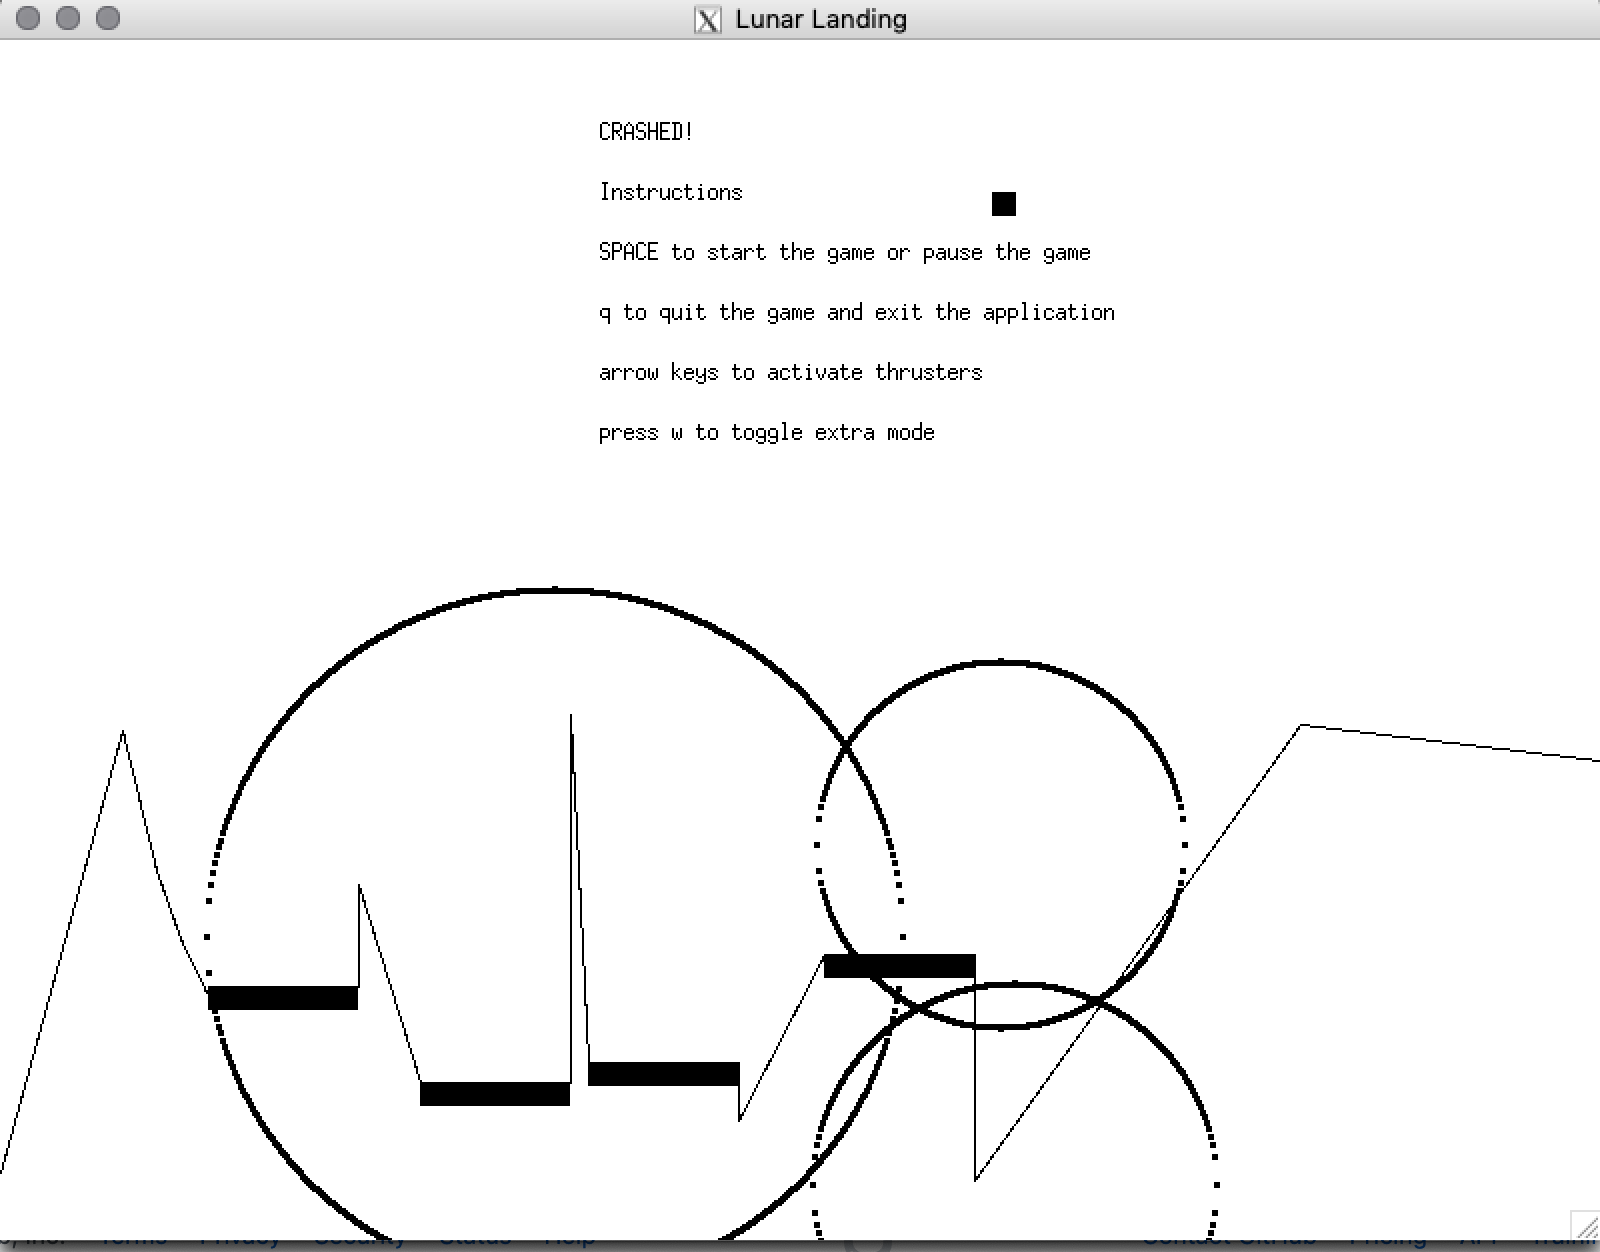 Lunar Landing
CRASHED!
Instructions
SPACE to start the game or pause the game
q to quit the game and exit the application
arrow keys to activate thrusters
press w to toggle extra mode